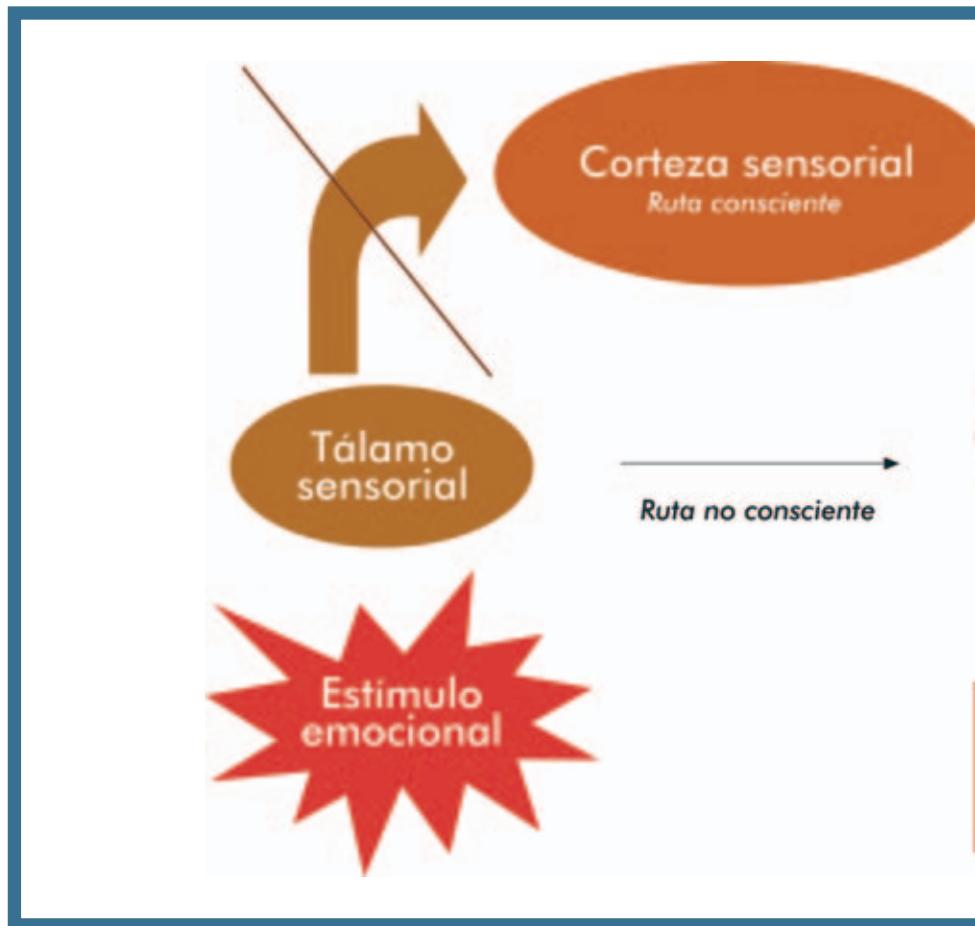 Corteza sensorial
Ruta consciente
Tálamo
sensorial
Ruta no consciente
Estímulo
emocional